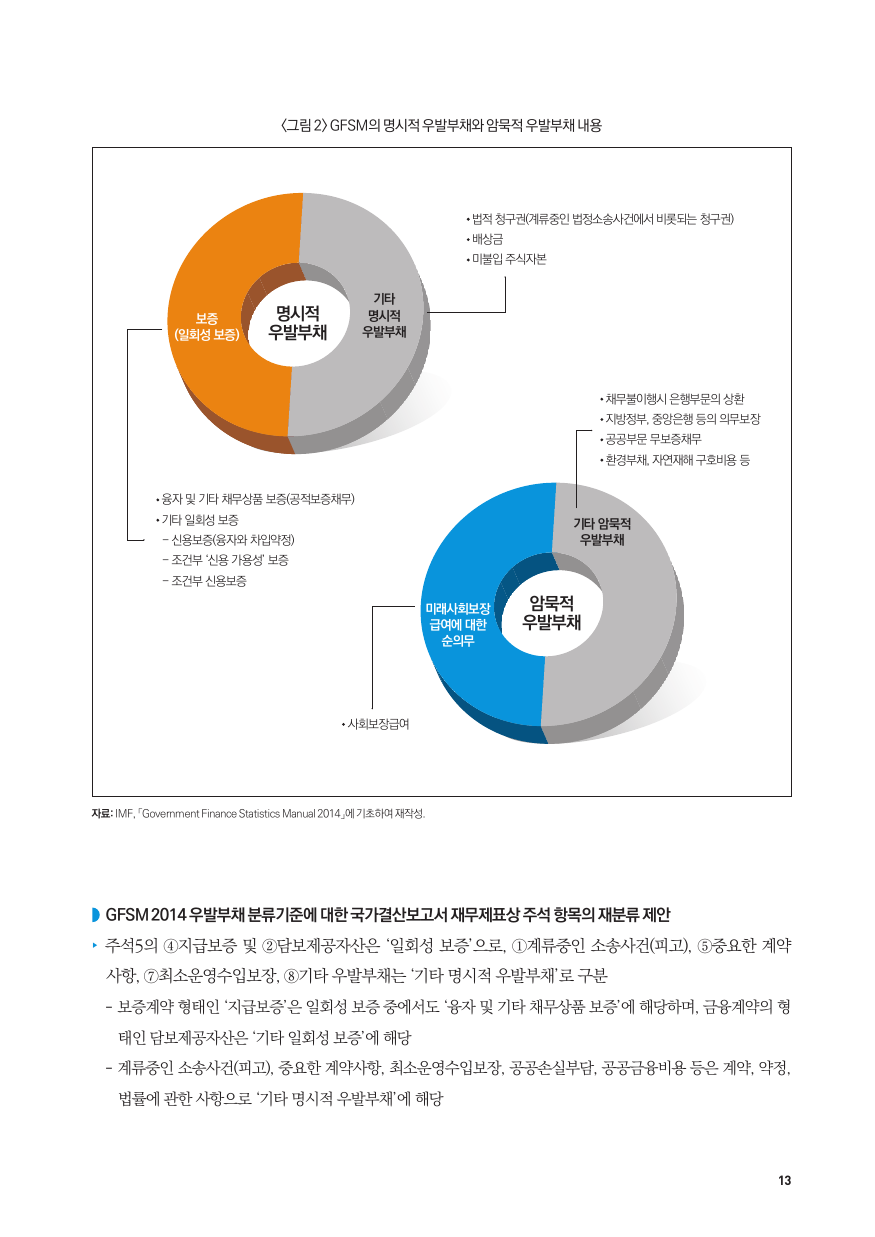 〈그림 2〉 GFSM의 명시적 우발부채와 암묵적 우발부채 내용
• 법적 청구권(계류중인 법정소송사건에서 비롯되는 청구권)
• 배상금
• 미불입 주식자본
기타
명시적
우발부채
명시적
우발부채
보증
(일회성 보증)
• 채무불이행시 은행부문의 상환
• 지방정부, 중앙은행 등의 의무보장
• 공공부문 무보증채무
• 환경부채, 자연재해 구호비용 등
• 융자 및 기타 채무상품 보증(공적보증채무)
• 기타 일회성 보증
– 신용보증(융자와 차입약정)
– 조건부 ‘신용 가용성’ 보증
– 조건부 신용보증
기타 암묵적
우발부채
암묵적
우발부채
미래사회보장
급여에 대한
순의무
• 사회보장급여
자료: IMF, 「Government Finance Statistics Manual 2014」에 기초하여 재작성.
GFSM 2014 우발부채 분류기준에 대한 국가결산보고서 재무제표상 주석 항목의 재분류 제안
‣ 주석5의 ④지급보증 및 ②담보제공자산은 ‘일회성 보증’으로, ①계류중인 소송사건(피고), ⑤중요한 계약
사항, ⑦최소운영수입보장, ⑧기타 우발부채는 ‘기타 명시적 우발부채’로 구분
– 보증계약 형태인 ‘지급보증’은 일회성 보증 중에서도 ‘융자 및 기타 채무상품 보증’에 해당하며, 금융계약의 형
태인 담보제공자산은 ‘기타 일회성 보증’에 해당
– 계류중인 소송사건(피고), 중요한 계약사항, 최소운영수입보장, 공공손실부담, 공공금융비용 등은 계약, 약정,
법률에 관한 사항으로 ‘기타 명시적 우발부채’에 해당
13